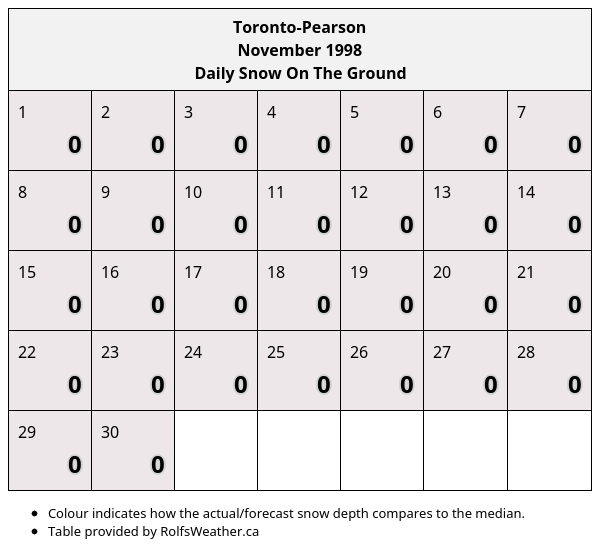 Toronto-Pearson
November 1998
Daily Snow On The Ground
1 2 3 4 5 6 7
0 0 0 0 0 0 0
8 9 10 11 12 13 14
0 0 0 0 0 0 0
15 16 17 18 19 20 21
0 0 0 0 0 0 0
22 23 24 25 26 27 28
0 0 0 0 0 0 0
29 30
0 0
• Colour indicates how the actual/forecast snow depth compares to the median.
• Table provided by RolfsWeather.ca